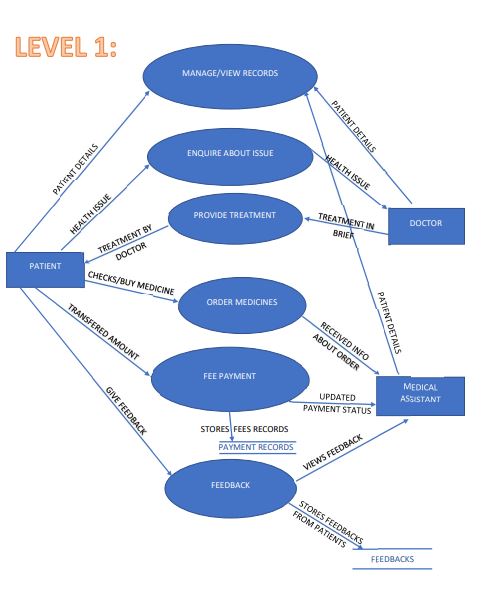 LEVEL 1:
MANAGE/VIEW RECORDS
PATIENT DETAILS
PATIENT DETAILS
ENQUIRE ABOUT ISSUE
HEALTH ISSUE
HEALTH ISSUE
PROVIDE TREATMENT
TREATMENT IN
BRIEF
DOCTOR
TREATMENT BY
DOCTOR
PATIENT
CHECKS/BUY MEDICINE
ORDER MEDICINES
PATIENT DETAILS
TRANSFERED AMOUNT
RECEIVED INFO
ABOUT ORDER
FEE PAYMENT
MEDICAL
ASSISTANT
GIVE FEEDBACK
UPDATED
PAYMENT STATUS
STORES FEES RECORDS
PAYMENT RECORDS
VIEWS FEEDBACK
FEEDBACK
STORES FEEDBACKS
FROM PATIENTS
FEEDBACKS